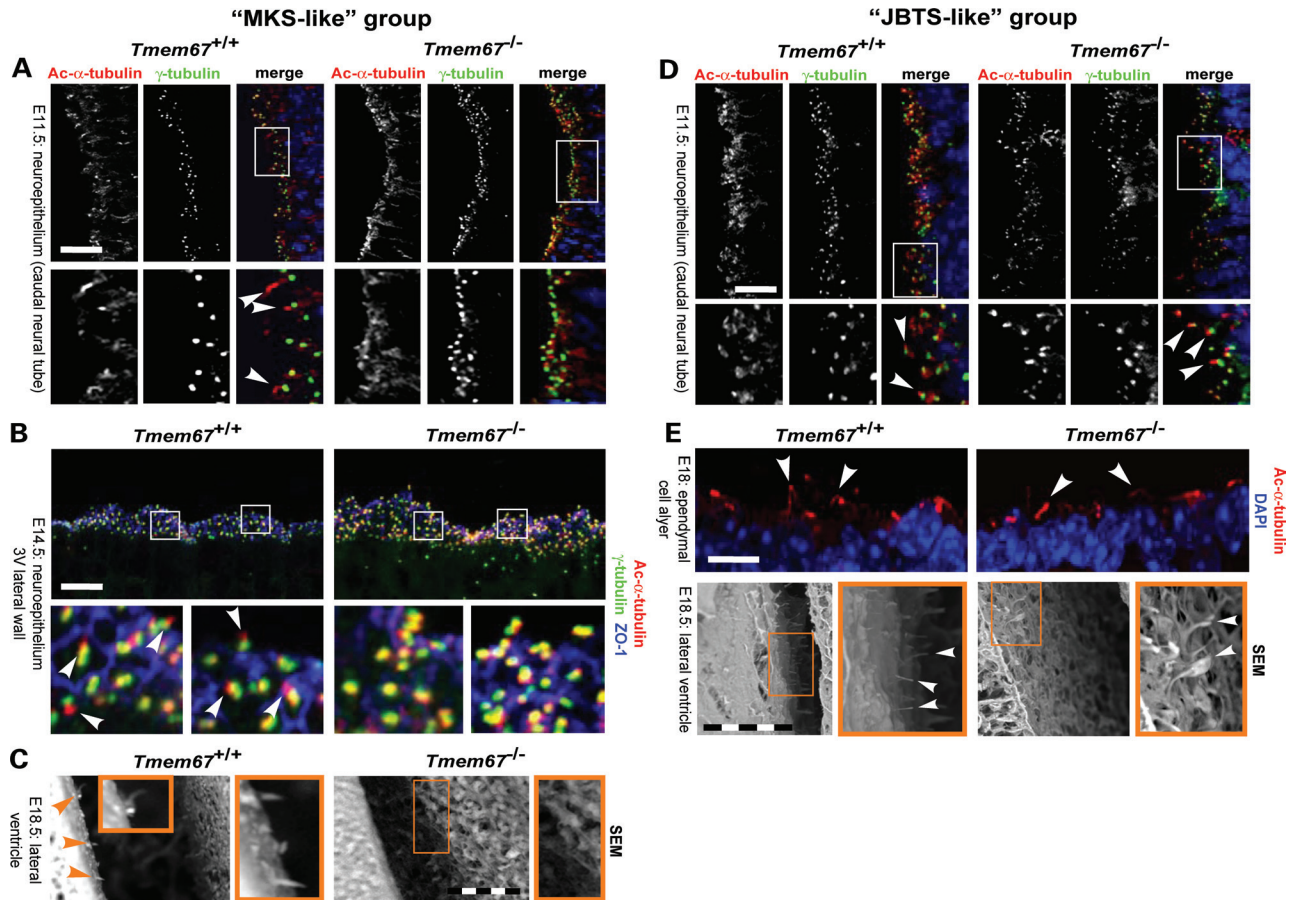 “MKS-like” group
“JBTS-like” group
A
Tmem67+/+
Tmem67-/-
Ac-α-tubulin γ-tubulin merge
Ac-α-tubulin γ-tubulin merge
E11.5: neuroepithelium (caudal neural tube)
B
Tmem67+/+
Tmem67-/-
E14.5: neuroepithelium
3V lateral wall
Ac-α-tubulin
γ-tubulin ZO-1
C
Tmem67+/+
Tmem67-/-
E18.5: lateral
ventricle
SEM
D
Tmem67+/+
Tmem67-/-
Ac-α-tubulin γ-tubulin merge
Ac-α-tubulin γ-tubulin merge
E11.5: neuroepithelium (caudal neural tube)
E
Tmem67+/+
Tmem67-/-
E18: ependymal
cell alyer
Ac-α-tubulin
DAPI
E18.5: lateral ventricle
SEM